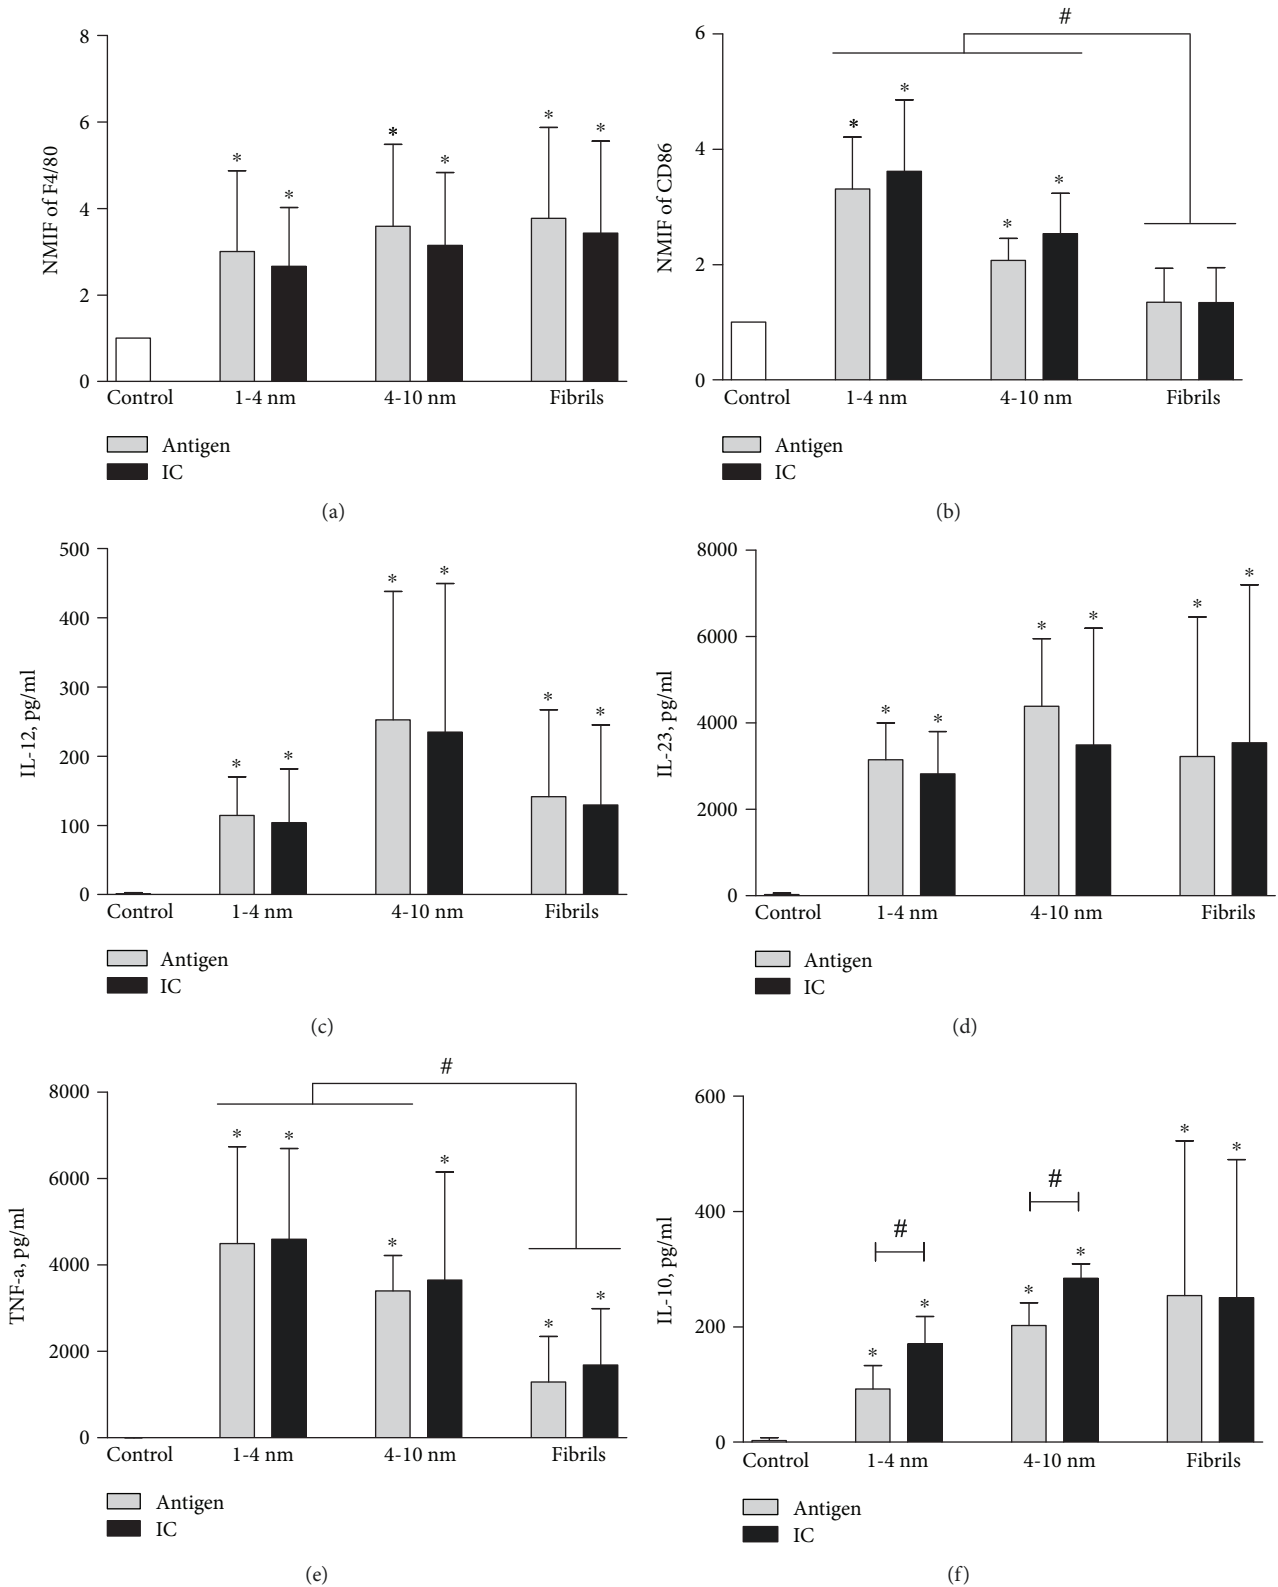 NMIF of F4/80
8
6
4
2
0
*
*
*
*
*
*
Control
1-4 nm
4-10 nm
Fibrils
Antigen
IC
(a)
NMIF of CD86
6
4
2
0
#
*
*
*
*
Control
1-4 nm
4-10 nm
Fibrils
Antigen
IC
(b)
IL-12, pg/ml
500
400
300
200
100
0
*
*
*
*
*
*
Control
1-4 nm
4-10 nm
Fibrils
Antigen
IC
(c)
IL-23, pg/ml
8000
6000
4000
2000
0
*
*
*
*
*
*
Control
1-4 nm
4-10 nm
Fibrils
Antigen
IC
(d)
TNF-a, pg/ml
8000
6000
4000
2000
0
#
*
*
*
*
*
*
Control
1-4 nm
4-10 nm
Fibrils
Antigen
IC
(e)
IL-10, pg/ml
600
400
200
0
#
#
*
*
*
*
*
*
Control
1-4 nm
4-10 nm
Fibrils
Antigen
IC
(f)